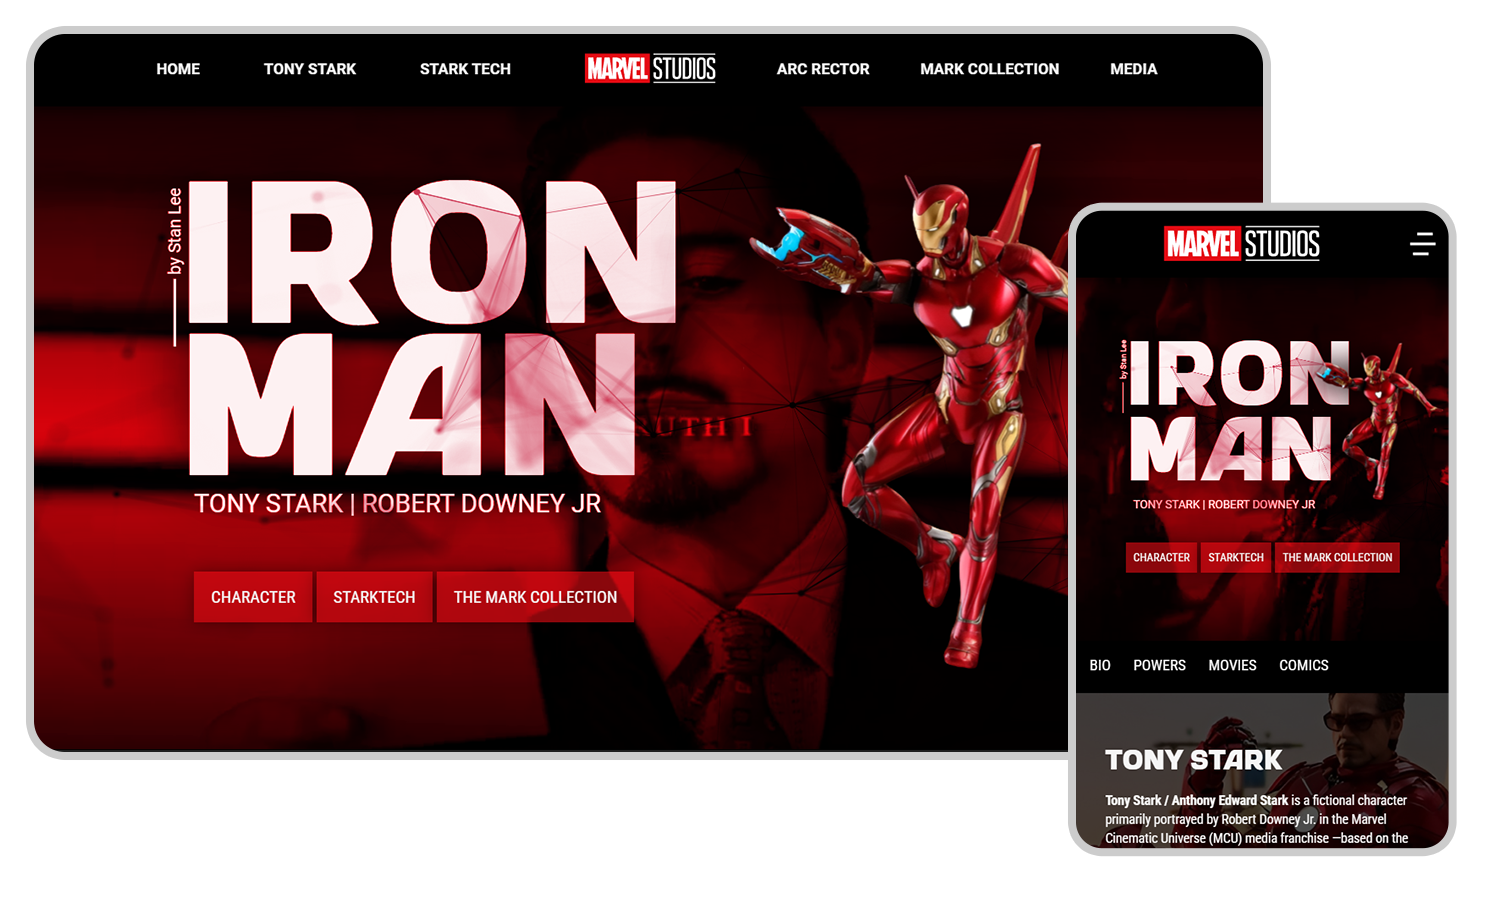 HOME TONY STARK STARK TECH MARVEL STUDIOS ARC RECTOR MARK COLLECTION MEDIA
by Stan Lee
IRON
MAN
RUTH I
TONY STARK | ROBERT DOWNEY JR
CHARACTER STARKTECH THE MARK COLLECTION
MARVEL STUDIOS
by Stan Lee
IRON
MAN
TONY STARK | ROBERT DOWNEY JR
CHARACTER STARKTECH THE MARK COLLECTION
BIO POWERS MOVIES COMICS
TONY STARK
Tony Stark / Anthony Edward Stark is a fictional character
primarily portrayed by Robert Downey Jr. in the Marvel
Cinematic Universe (MCU) media franchise —based on the